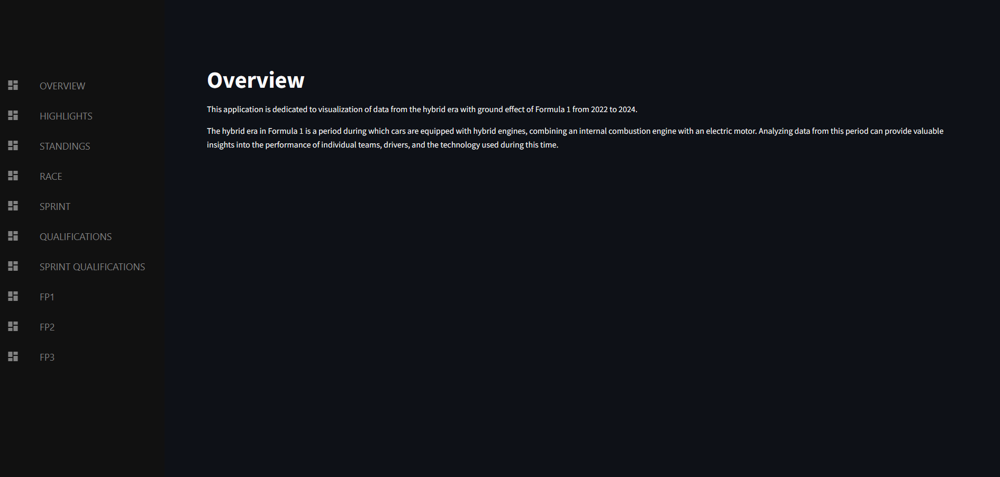 OVERVIEW
HIGHLIGHTS
STANDINGS
RACE
SPRINT
QUALIFICATIONS
SPRINT QUALIFICATIONS
FP1
FP2
FP3
Overview
This application is dedicated to visualization of data from the hybrid era with ground effect of Formula 1 from 2022 to 2024.
The hybrid era in Formula 1 is a period during which cars are equipped with hybrid engines, combining an internal combustion engine with an electric motor. Analyzing data from this period can provide valuable
insights into the performance of individual teams, drivers, and the technology used during this time.